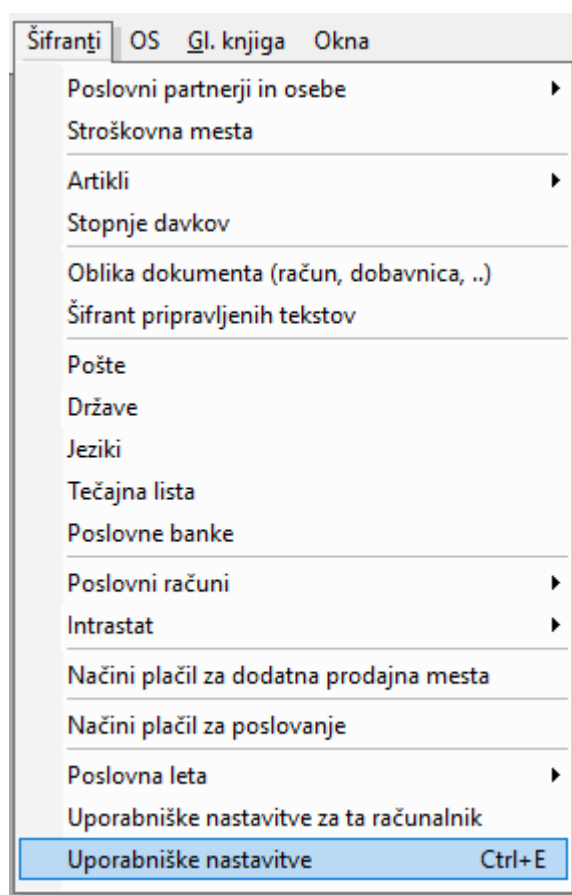 Šifranti OS Gl. knjiga Okna
Poslovni partnerji in osebe
Stroškovna mesta
Artikli
Stopnje davkov
Oblika dokumenta (račun, dobavnica, ..)
Šifrant pripravljenih tekstov
Pošte
Države
Jeziki
Tečajna lista
Poslovne banke
Poslovni računi
Intrastat
Načini plačil za dodatna prodajna mesta
Načini plačil za poslovanje
Poslovna leta
Uporabniške nastavitve za ta računalnik
Uporabniške nastavitve Ctrl+E